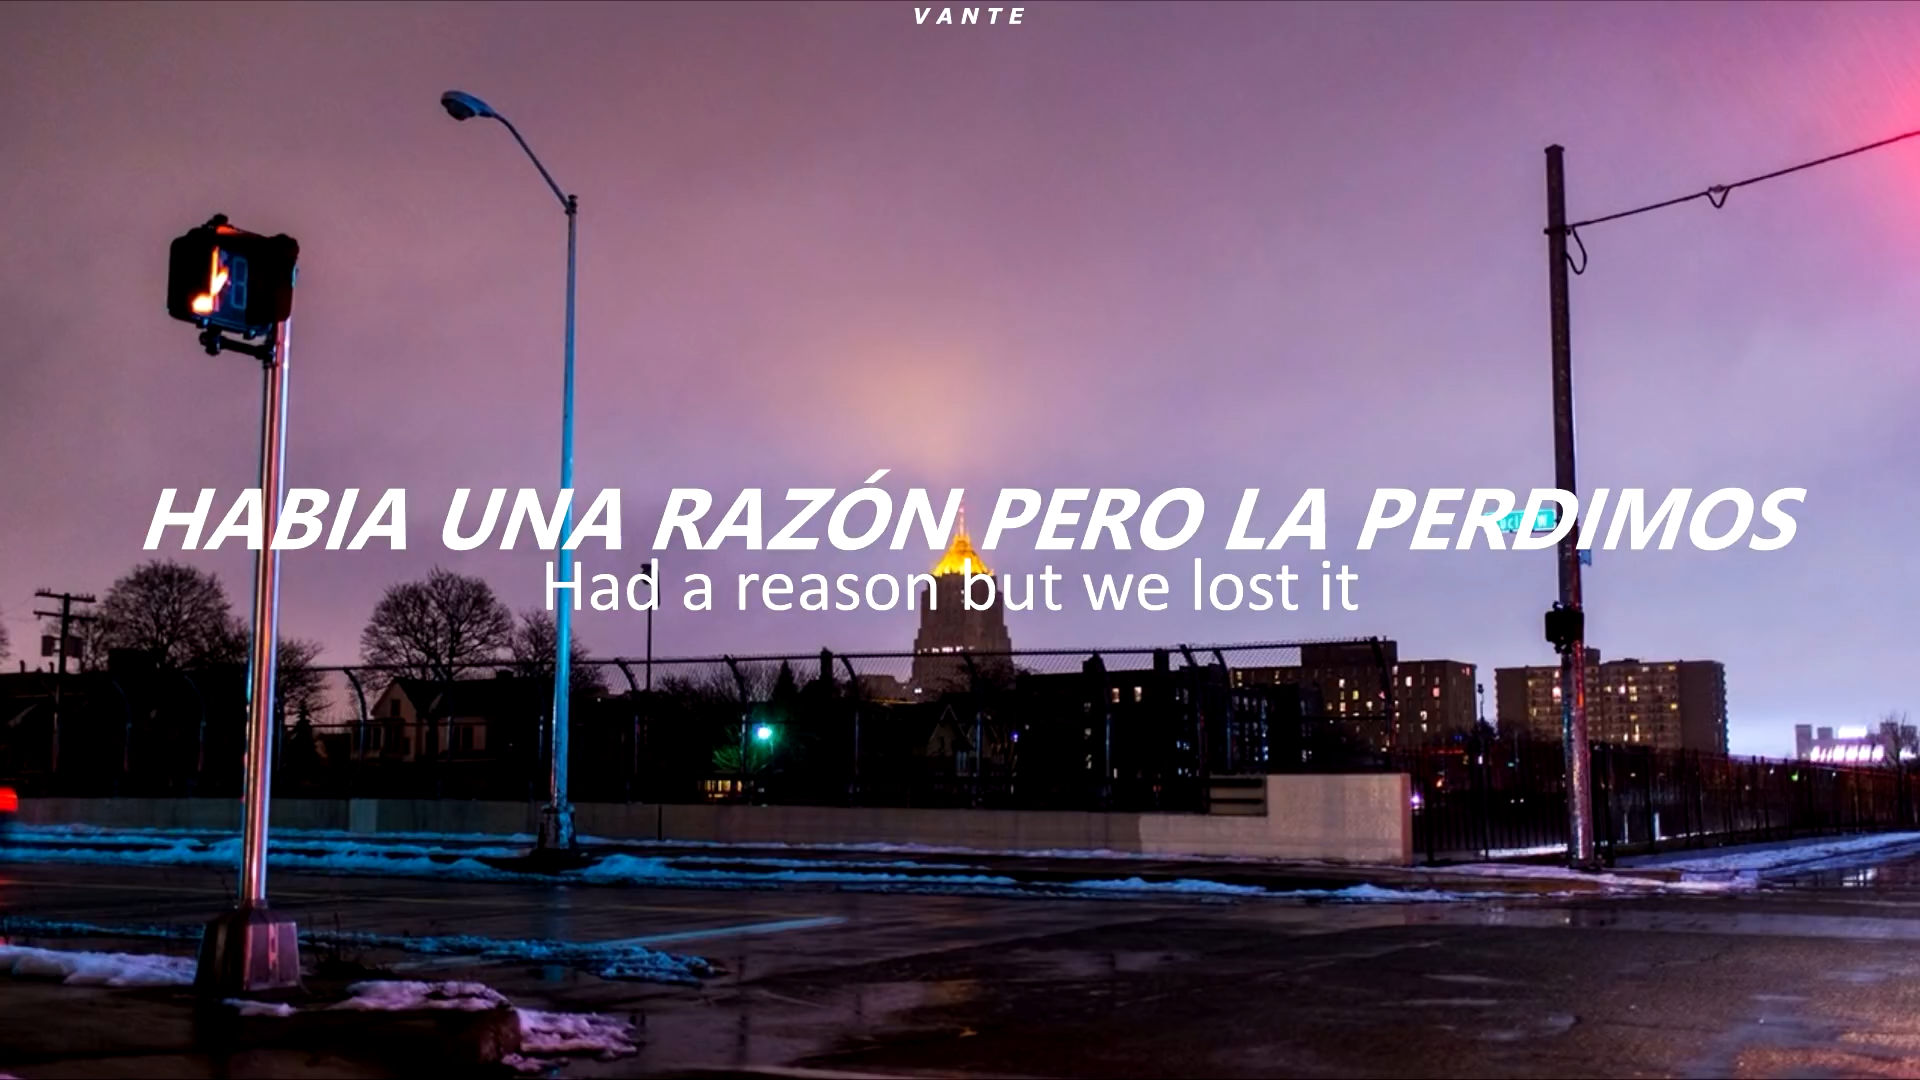 VANTE
HABIA UNA RAZÓN PERO LA PERDIMOS
Had a reason but we lost it